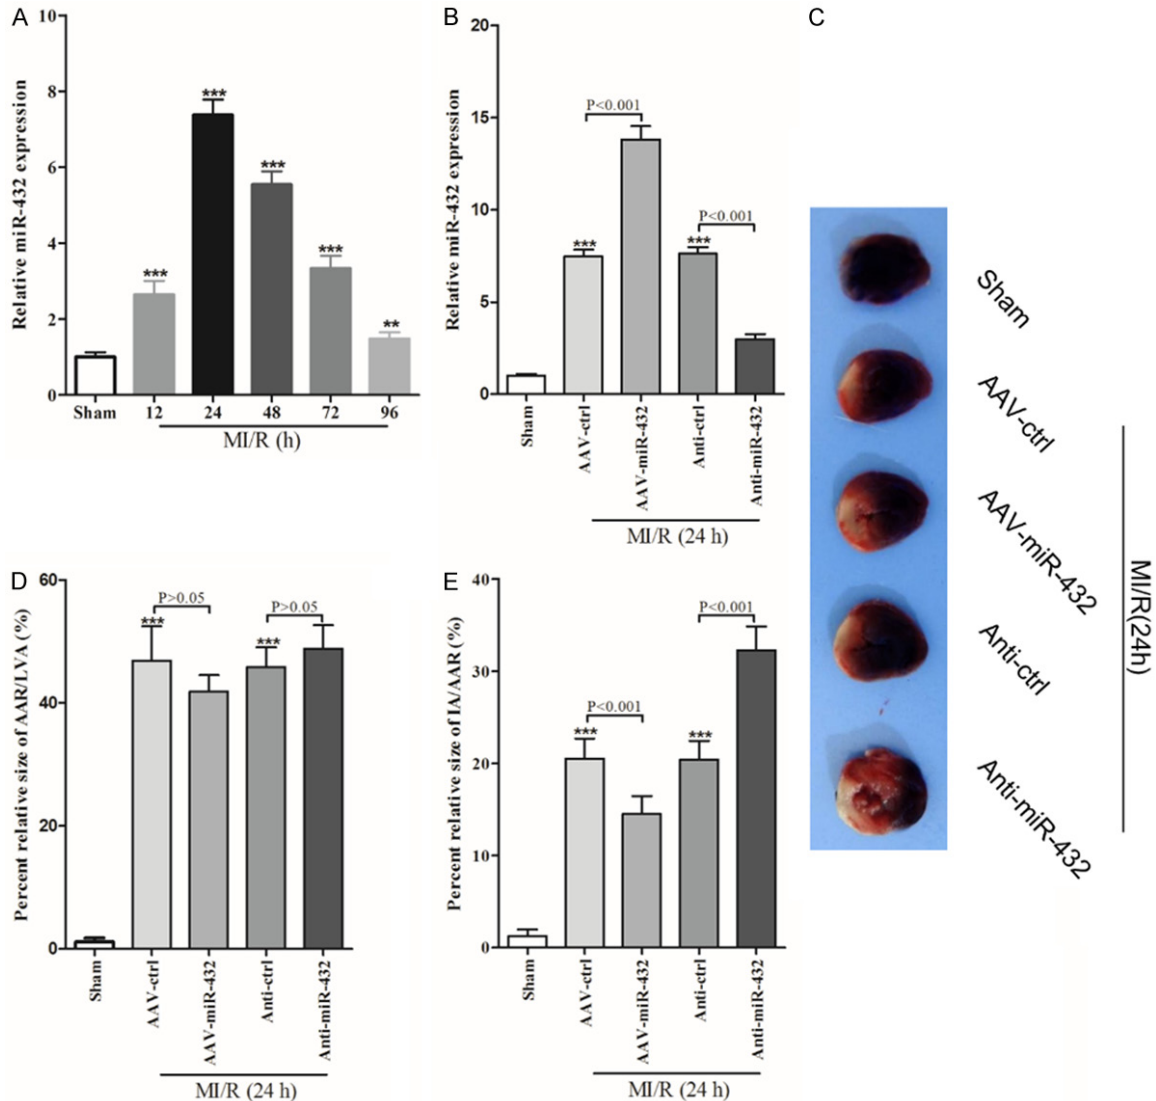 A
Relative miR-432 expression
10
8
6
4
2
0
***
***
***
***
**
Sham 12 24 48 72 96
MI/R (h)
B
Relative miR-432 expression
20
15
10
5
0
P<0.001
P<0.001
***
***
Sham
AAV-ctrl
AAV-miR-432
Anti-ctrl
Anti-miR-432
MI/R (24 h)
C
Sham
AAV-ctrl
AAV-miR-432
Anti-ctrl
Anti-miR-432
MI/R(24h)
D
Percent relative size of AAR/LVA (%)
60
40
20
0
P>0.05
P>0.05
***
***
Sham
AAV-ctrl
AAV-miR-432
Anti-ctrl
Anti-miR-432
MI/R (24 h)
E
Percent relative size of IA/AAR (%)
40
30
20
10
0
P<0.001
P<0.001
***
***
Sham
AAV-ctrl
AAV-miR-432
Anti-ctrl
Anti-miR-432
MI/R (24 h)